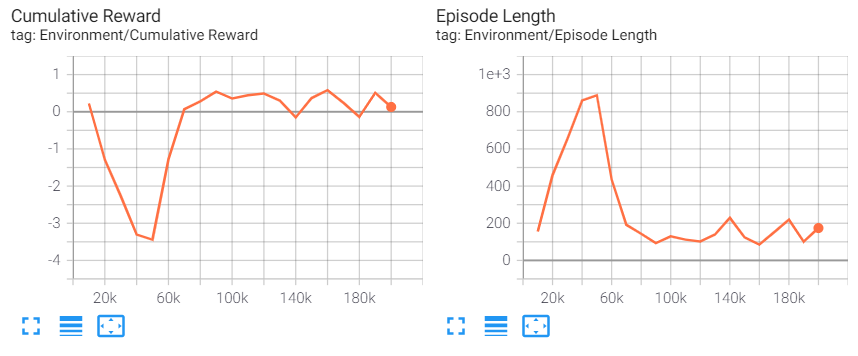 Cumulative Reward
tag: Environment/Cumulative Reward
1
0
-1
-2
-3
-4
20k 60k 100k 140k 180k
Episode Length
tag: Environment/Episode Length
1e+3
800
600
400
200
0
20k 60k 100k 140k 180k